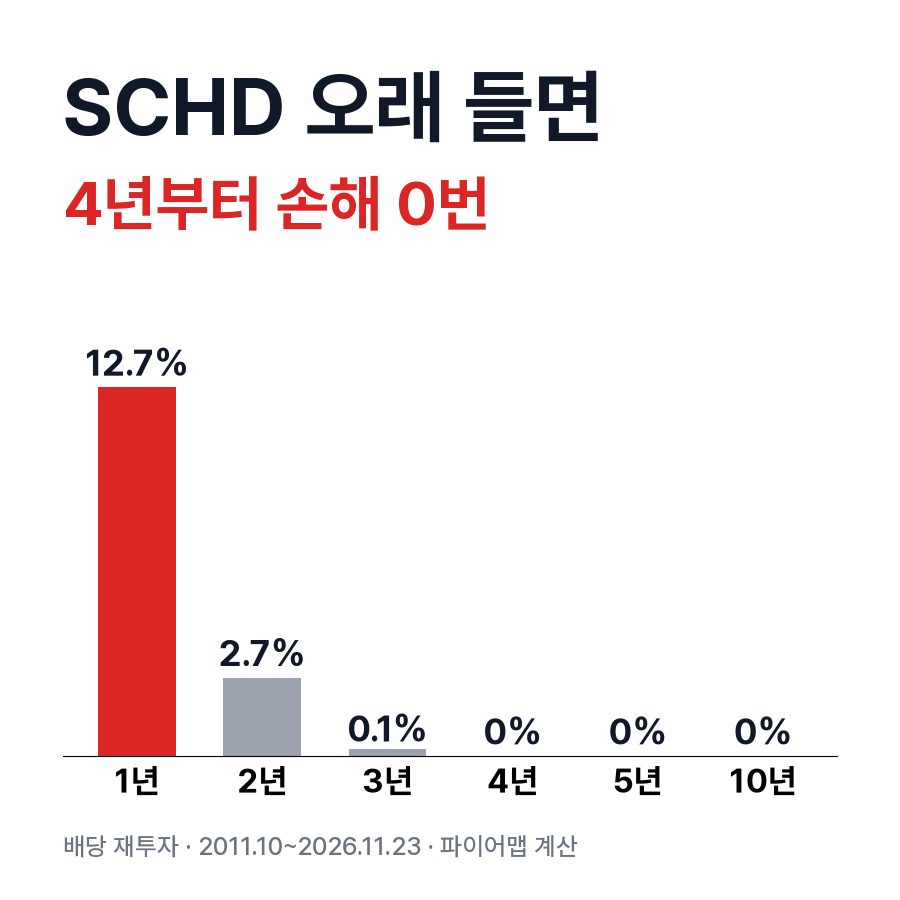 SCHD 오래 들면
4년부터 손해 0번
12.7%
2.7%
0.1%
0%
0%
0%
1년
2년
3년
4년
5년
10년
배당 재투자 · 2011.10~2026.11.23 · 파이어맵 계산